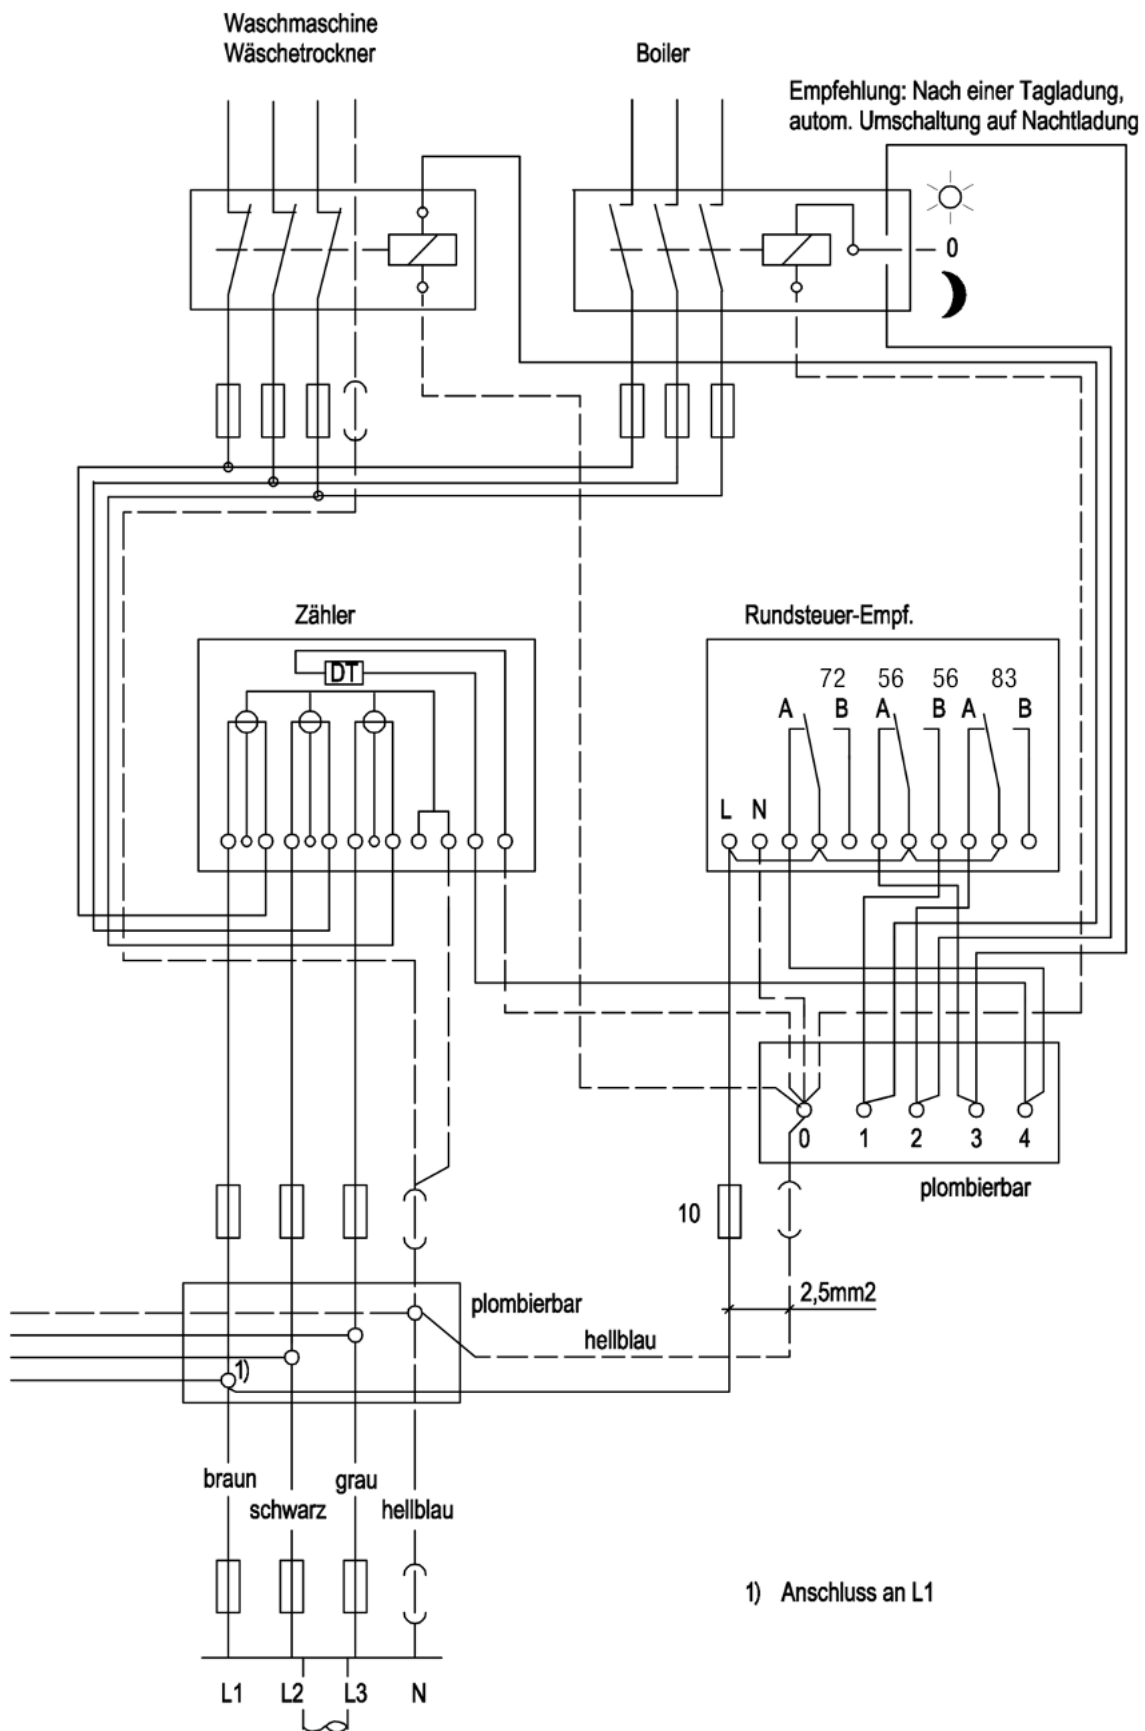 Waschmaschine
Wäschetrockner
Boiler
Empfehlung: Nach einer Tagladung,
autom. Umschaltung auf Nachtladung
0
Zähler
Rundsteuer-Empf.
DT
72 56 56 83
A B A B A B
L N
0 1 2 3 4
plombierbar
10
2,5mm2
plombierbar
hellblau
1)
braun
grau
schwarz
hellblau
1) Anschluss an L1
L1 L2 L3 N